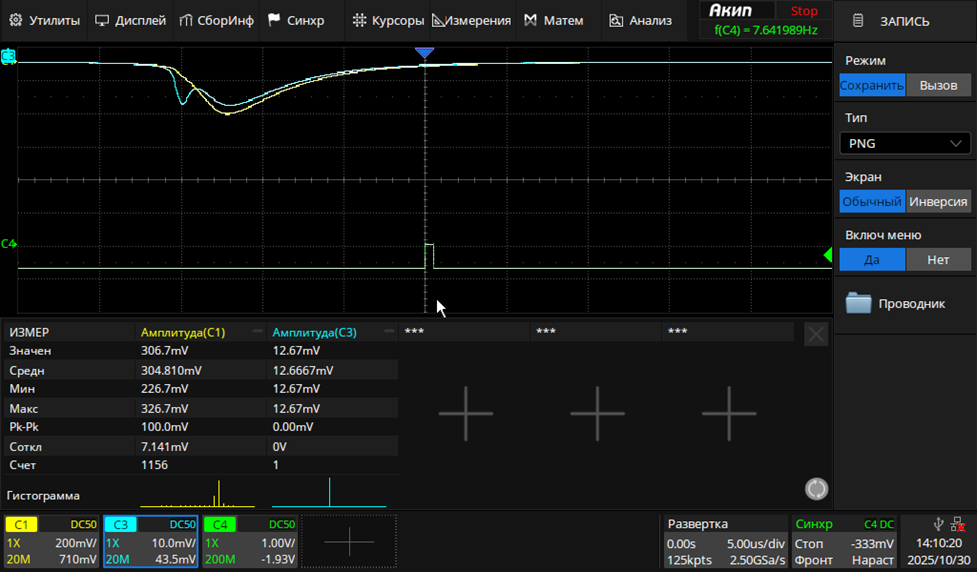 Утилиты Дисплей СборИнф Синхр Курсоры Измерения Матем Анализ
Акип Stop
f(C4) = 7.641989Hz
ЗАПИСЬ
Режим
Сохранить Вызов
Тип
PNG
Экран
Обычный Инверсия
Включ меню
Да Нет
Проводник
C3
C4
ИЗМЕР Амплитуда(C1) Амплитуда(C3) *** *** ***
Значен 306.7mV 12.67mV
Средн 304.810mV 12.6667mV
Мин 226.7mV 12.67mV
Макс 326.7mV 12.67mV
Pk-Pk 100.0mV 0.00mV
Соткл 7.141mV 0V
Счет 1156 1
Гистограмма
C1 DC50 C3 DC50 C4 DC50
1X 200mV/ 1X 10.0mV/ 1X 1.00V/
20M 710mV 20M 43.5mV 200M -1.93V
Развертка
0.00s 5.00us/div
125kpts 2.50GSa/s
Синхр C4 DC
Стоп -333mV
Фронт Нараст
14:10:20
2025/10/30